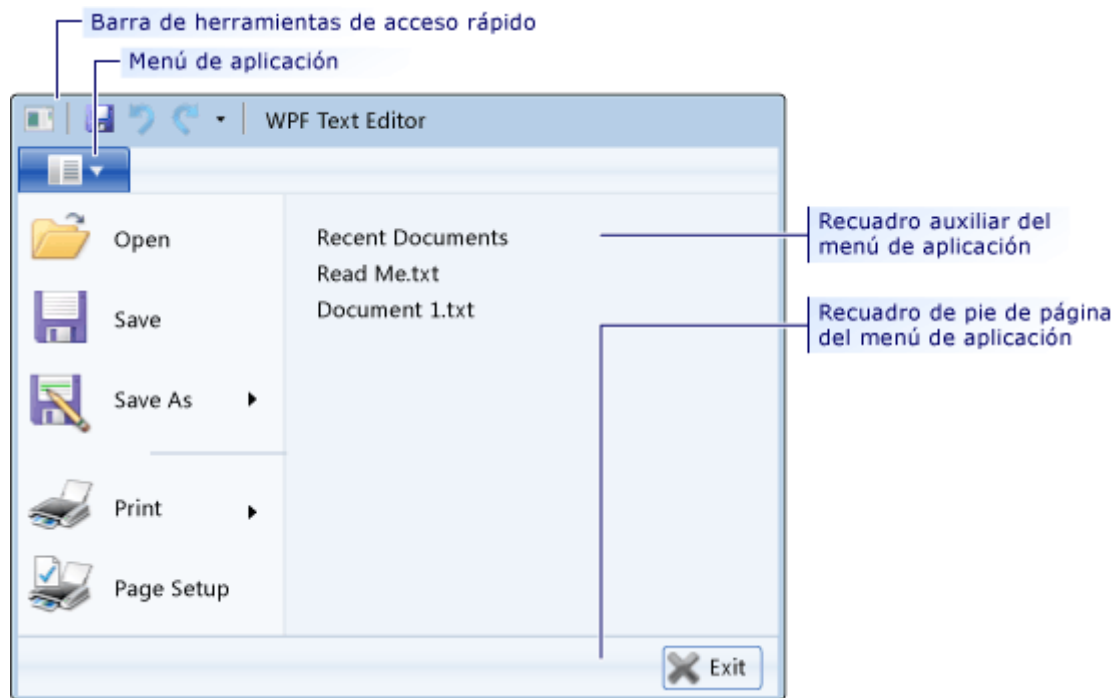 Barra de herramientas de acceso rápido
Menú de aplicación
WPF Text Editor
Open
Save
Save As
Print
Page Setup
Recent Documents
Read Me.txt
Document 1.txt
Recuadro auxiliar del
menú de aplicación
Recuadro de pie de página
del menú de aplicación
Exit